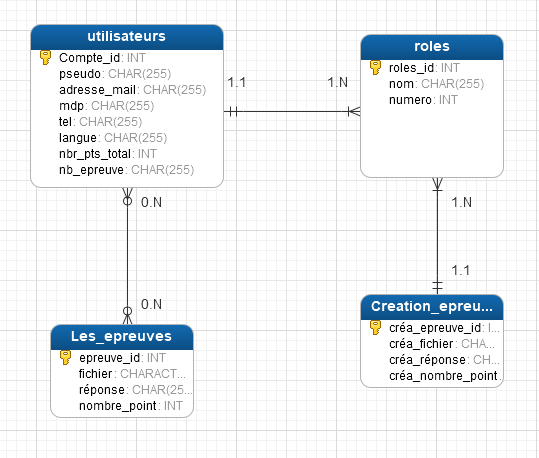 utilisateurs
Compte_id: INT
pseudo: CHAR(255)
adresse_mail: CHAR(255)
mdp: CHAR(255)
tel: CHAR(255)
langue: CHAR(255)
nbr_pts_total: INT
nb_epreuve: CHAR(255)
1.1
1.N
roles
roles_id: INT
nom: CHAR(255)
numero: INT
0.N
0.N
1.N
1.1
Les_epreuves
epreuve_id: INT
fichier: CHARACT...
réponse: CHAR(25...
nombre_point: INT
Creation_epreu...
créa_epreuve_id: I...
créa_fichier: CHA...
créa_réponse: CH...
créa_nombre_point